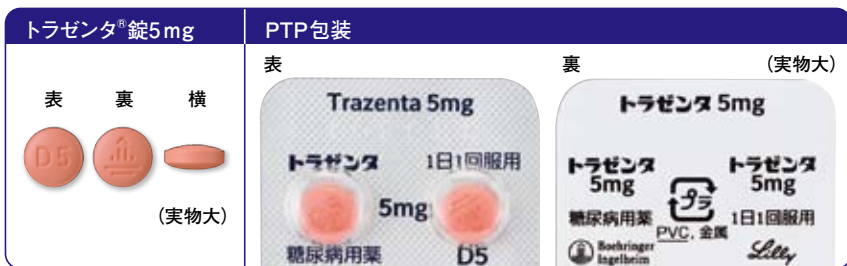 トラゼンタ®錠5mg
PTP包装
表
裏
横
D5
(実物大)
表
Trazenta 5mg
トラゼンタ
1日1回服用
5mg
糖尿病用薬
D5
裏
(実物大)
トラゼンタ 5mg
トラゼンタ
5mg
トラゼンタ
5mg
プラ
糖尿病用薬
PVC, 金属
1日1回服用
Boehringer
Ingelheim
Lilly